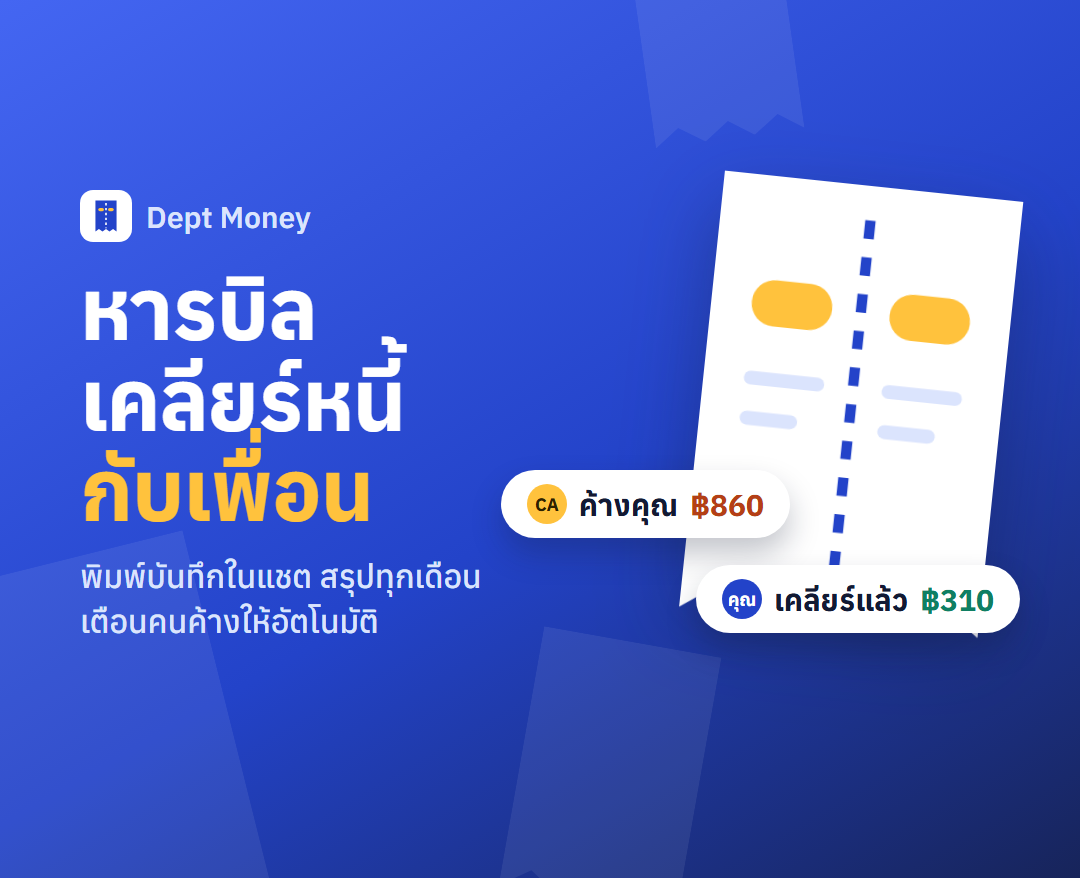 Dept Money
หารบิล
เคลียร์หนี้
กับเพื่อน
พิมพ์บันทึกในแชต สรุปทุกเดือน
เตือนคนค้างให้อัตโนมัติ
CA ค้างคุณ ฿860
คุณ เคลียร์แล้ว ฿310